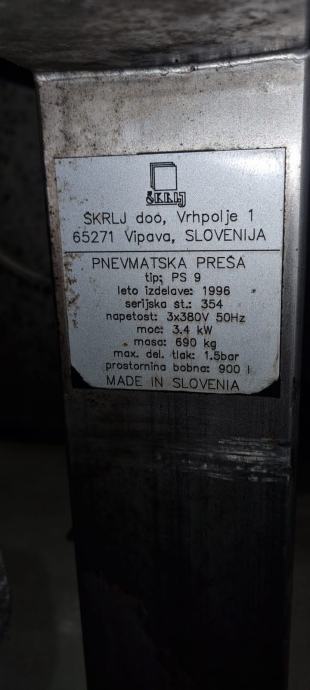 ŠKRLJ
ŠKRLJ doo, Vrhpolje 1
65271 Vipava, SLOVENIJA
PNEVMATSKA PREŠA
tip: PS 9
leto izdelave: 1996
serijska št.: 354
napetost: 3x380V 50Hz
moč: 3.4 kW
masa: 690 kg
max. del. tlak: 1.5bar
prostornina bobna: 900 l
MADE IN SLOVENIA